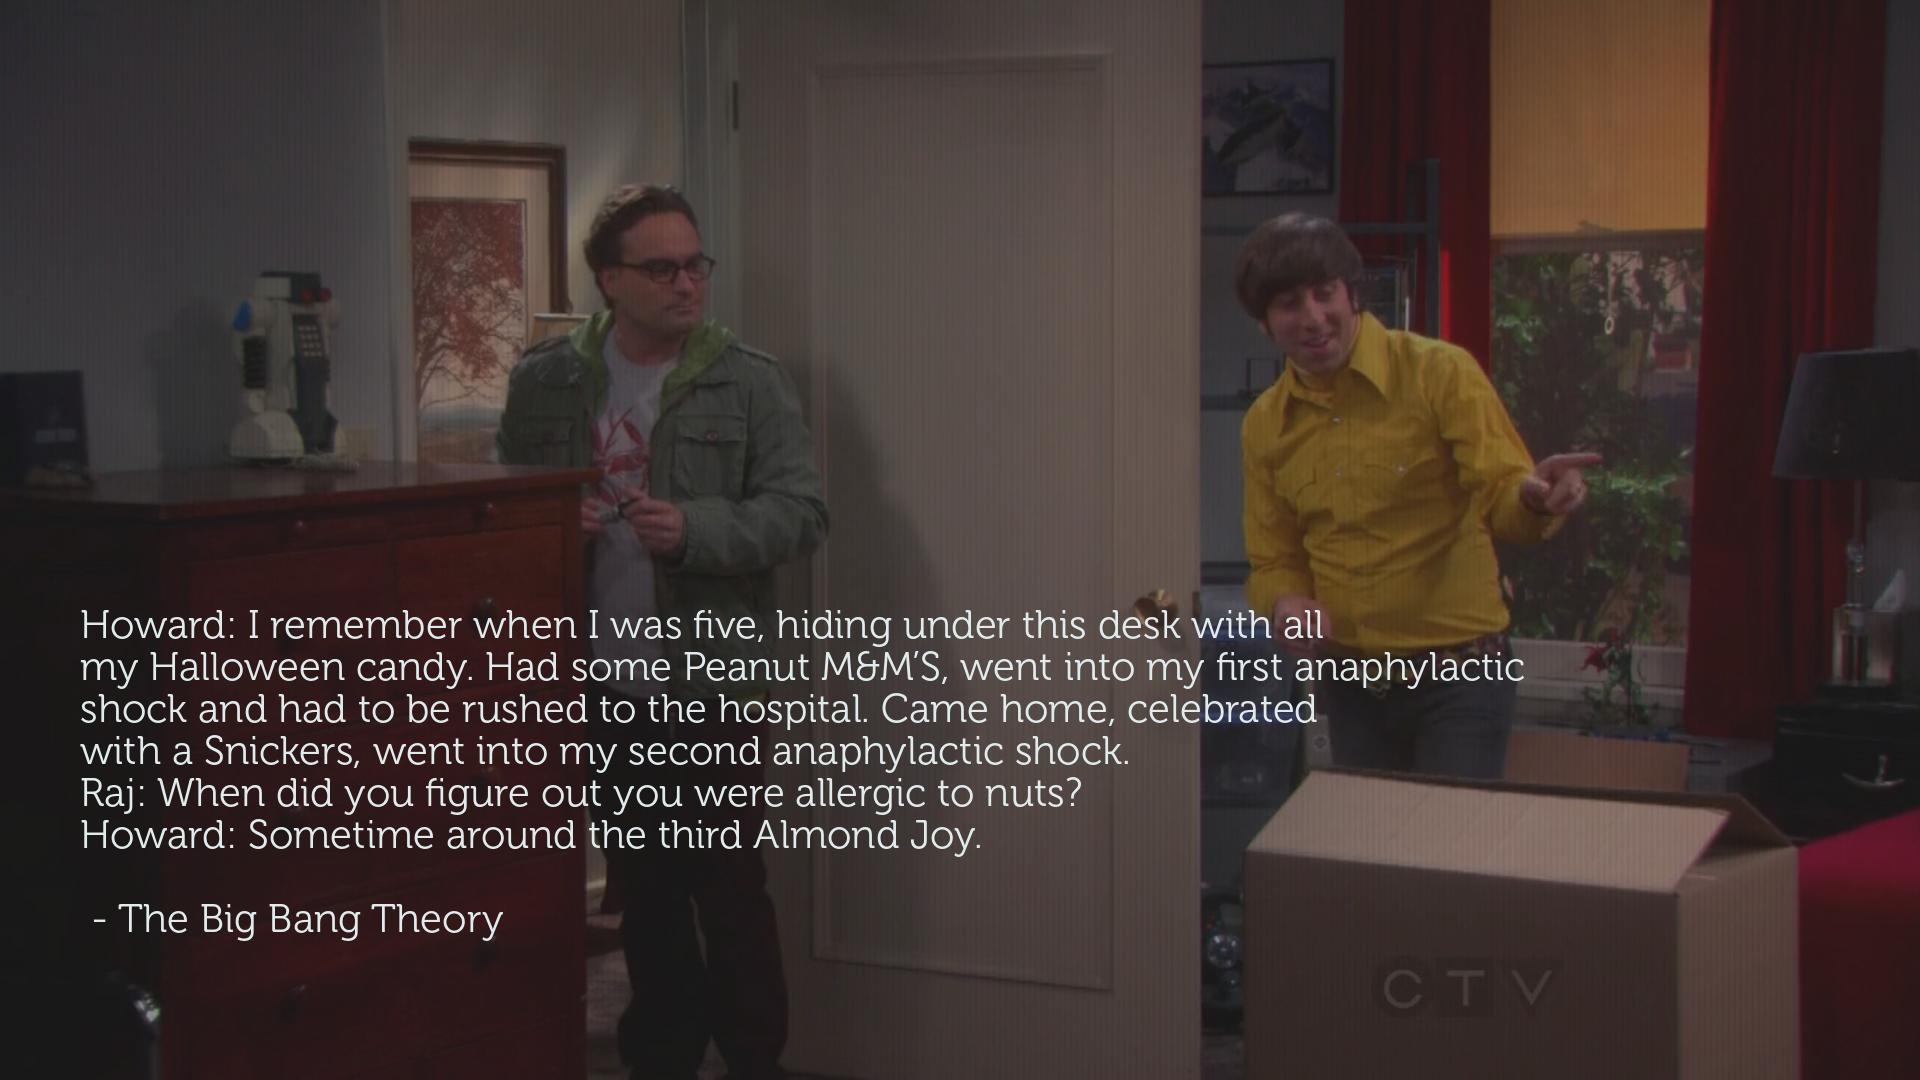 Howard: I remember when I was five, hiding under this desk with all
my Halloween candy. Had some Peanut M&M'S, went into my first anaphylactic
shock and had to be rushed to the hospital. Came home, celebrated
with a Snickers, went into my second anaphylactic shock.
Raj: When did you figure out you were allergic to nuts?
Howard: Sometime around the third Almond Joy.
- The Big Bang Theory
CTV